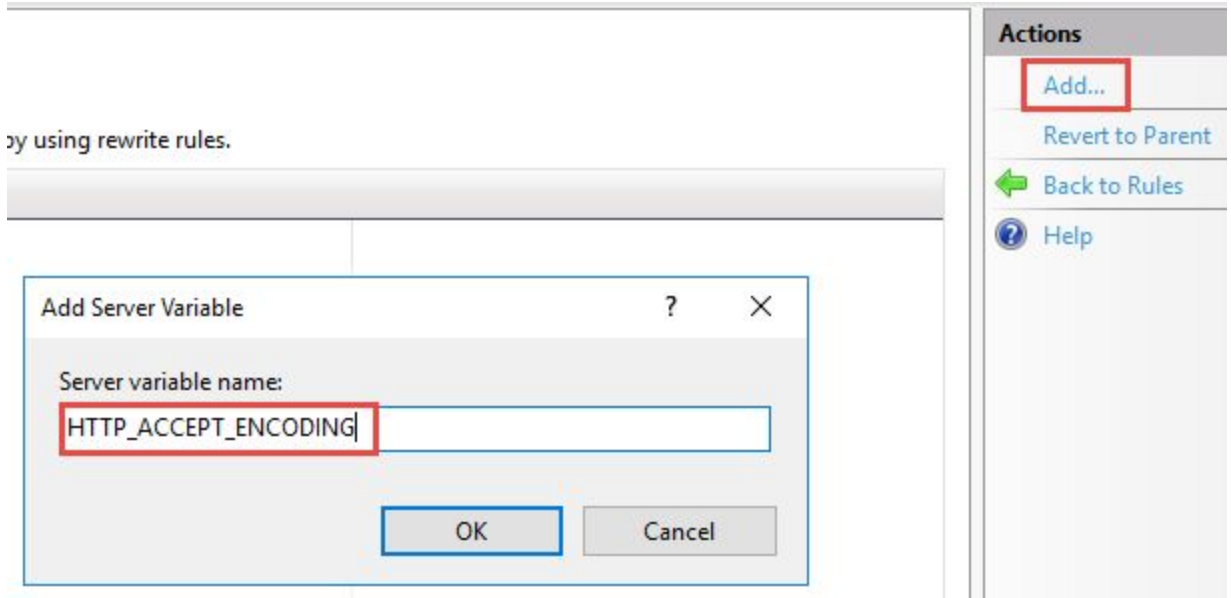 Actions
Add...
Revert to Parent
by using rewrite rules.
Back to Rules
Help
Add Server Variable
?
Server variable name:
HTTP_ACCEPT_ENCODING
OK
Cancel